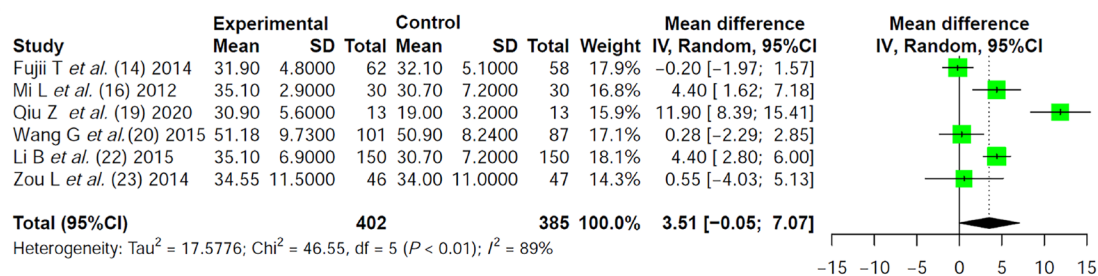 Experimental Control Mean difference Mean difference
Study Mean SD Total Mean SD Total Weight IV, Random, 95%CI IV, Random, 95%CI
Fujii T et al. (14) 2014 31.90 4.8000 62 32.10 5.1000 58 17.9% −0.20 [−1.97; 1.57]
Mi L et al. (16) 2012 35.10 2.9000 30 30.70 7.2000 30 16.8% 4.40 [ 1.62; 7.18]
Qiu Z et al. (19) 2020 30.90 5.6000 13 19.00 3.2000 13 15.9% 11.90 [ 8.39; 15.41]
Wang G et al.(20) 2015 51.18 9.7300 101 50.90 8.2400 87 17.1% 0.28 [−2.29; 2.85]
Li B et al. (22) 2015 35.10 6.9000 150 30.70 7.2000 150 18.1% 4.40 [ 2.80; 6.00]
Zou L et al. (23) 2014 34.55 11.5000 46 34.00 11.0000 47 14.3% 0.55 [−4.03; 5.13]
Total (95%CI) 402 385 100.0% 3.51 [−0.05; 7.07]
Heterogeneity: Tau² = 17.5776; Chi² = 46.55, df = 5 (P < 0.01); I² = 89%
−15 −10 −5 0 5 10 15